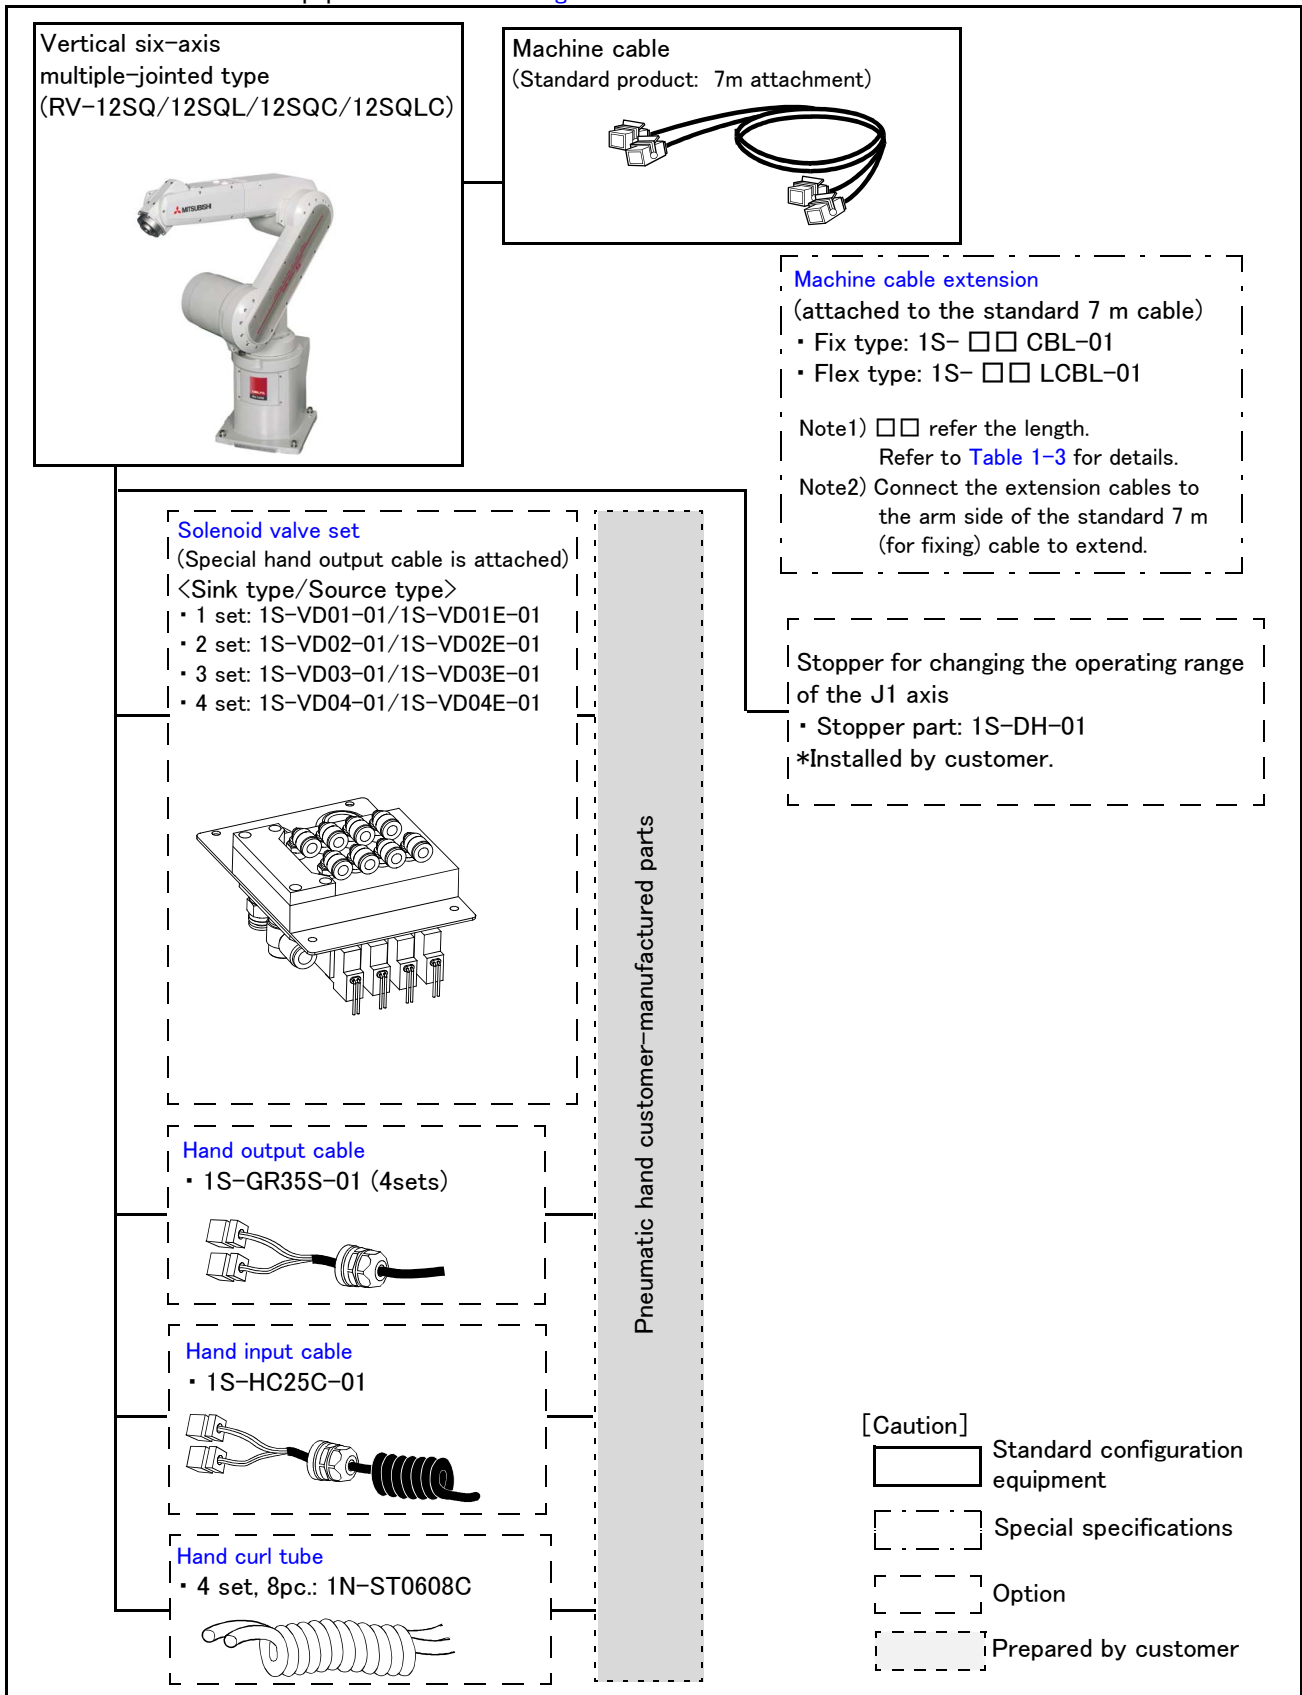 Vertical six-axis
multiple-jointed type
(RV-12SQ/12SQL/12SQC/12SQLC)
MITSUBISHI
Machine cable
(Standard product: 7m attachment)
Machine cable extension
(attached to the standard 7 m cable)
・Fix type: 1S- □□ CBL-01
・Flex type: 1S- □□ LCBL-01
Note1) □□ refer the length.
Refer to Table 1-3 for details.
Note2) Connect the extension cables to
the arm side of the standard 7 m
(for fixing) cable to extend.
Solenoid valve set
(Special hand output cable is attached)
<Sink type/Source type>
・1 set: 1S-VD01-01/1S-VD01E-01
・2 set: 1S-VD02-01/1S-VD02E-01
・3 set: 1S-VD03-01/1S-VD03E-01
・4 set: 1S-VD04-01/1S-VD04E-01
Stopper for changing the operating range
of the J1 axis
・Stopper part: 1S-DH-01
*Installed by customer.
Pneumatic hand customer-manufactured parts
Hand output cable
・1S-GR35S-01 (4sets)
Hand input cable
・1S-HC25C-01
Hand curl tube
・4 set, 8pc.: 1N-ST0608C
[Caution]
Standard configuration
equipment
Special specifications
Option
Prepared by customer